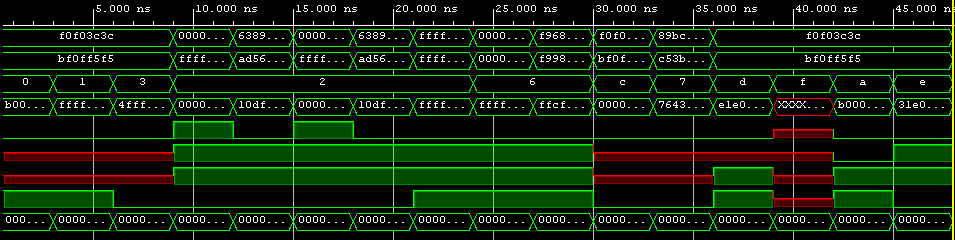 5.000 ns 10.000 ns 15.000 ns 20.000 ns 25.000 ns 30.000 ns 35.000 ns 40.000 ns 45.000 ns
f0f03c3c 0000... 6389... 0000... 6389... ffff... 0000... f968... f0f0... 89bc... f0f03c3c
bf0ff5f5 ffff... ad56... ffff... ad56... ffff... 0000... f998... bf0f... c53b... bf0ff5f5
0 1 3 2 6 c 7 d f a e
b00... ffff... 4fff... 0000... 10df... 0000... 10df... ffff... ffff... ffcf... 0000... 7643... e1e0... XXXX... b000... 31e0...
000... 0000... 0000... 0000... 0000... 0000... 0000... 0000... 0000... 0000... 0000... 0000... 0000... 0000... 0000... 0000...